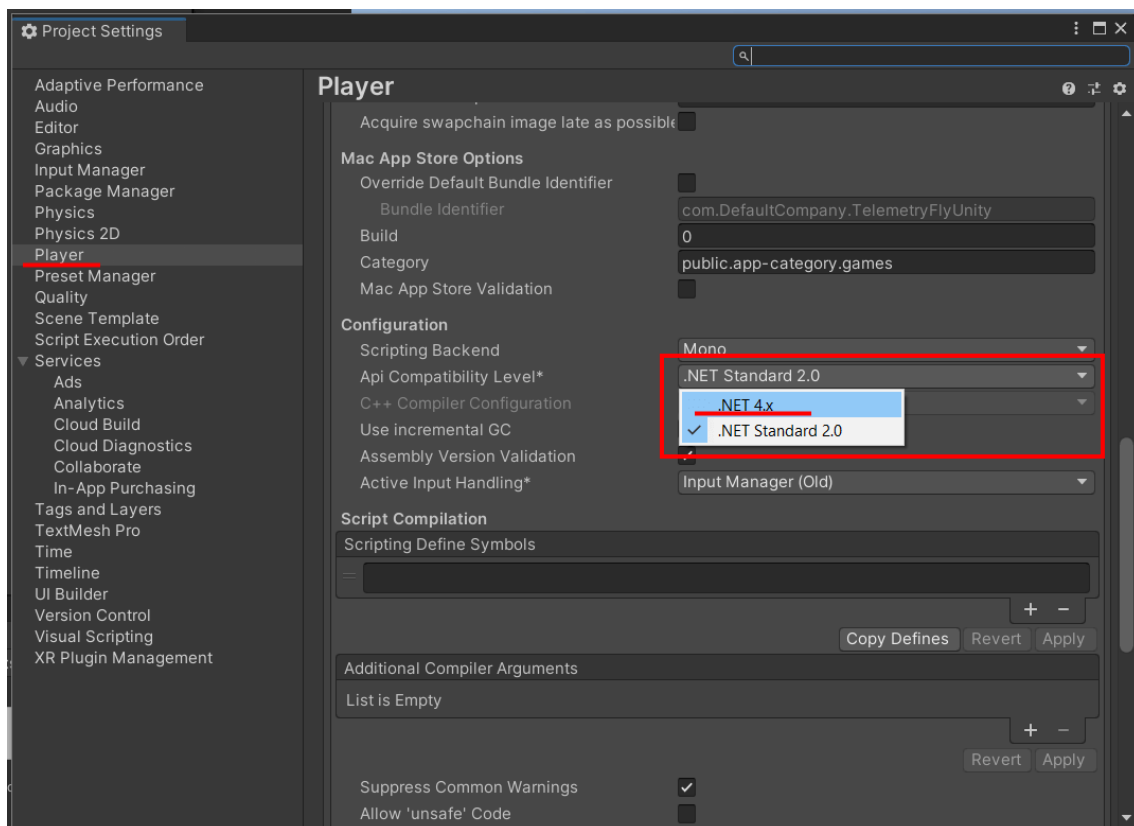 Project Settings
Adaptive Performance
Audio
Editor
Graphics
Input Manager
Package Manager
Physics
Physics 2D
Player
Preset Manager
Quality
Scene Template
Script Execution Order
Services
Ads
Analytics
Cloud Build
Cloud Diagnostics
Collaborate
In-App Purchasing
Tags and Layers
TextMesh Pro
Time
Timeline
UI Builder
Version Control
Visual Scripting
XR Plugin Management
Player
Acquire swapchain image late as possible
Mac App Store Options
Override Default Bundle Identifier
Bundle Identifier com.DefaultCompany.TelemetryFlyUnity
Build 0
Category public.app-category.games
Mac App Store Validation
Configuration
Scripting Backend Mono
Api Compatibility Level* .NET Standard 2.0
C++ Compiler Configuration .NET 4.x
Use incremental GC .NET Standard 2.0
Assembly Version Validation
Active Input Handling* Input Manager (Old)
Script Compilation
Scripting Define Symbols
Copy Defines Revert Apply
Additional Compiler Arguments
List is Empty
Revert Apply
Suppress Common Warnings
Allow 'unsafe' Code